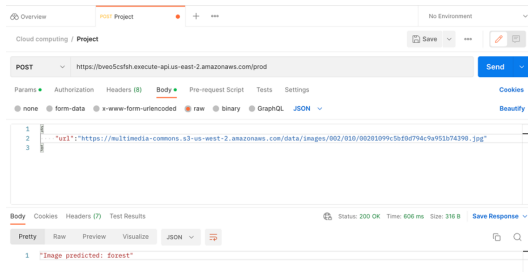 Overview
POST Project
+
No Environment
Cloud computing / Project
Save
POST
https://bveo5csfsh.execute-api.us-east-2.amazonaws.com/prod
Send
Params
Authorization
Headers (8)
Body
Pre-request Script
Tests
Settings
Cookies
none
form-data
x-www-form-urlencoded
raw
binary
GraphQL
JSON
Beautify
1 {
2 "url":"https://multimedia-commons.s3-us-west-2.amazonaws.com/data/images/002/010/00201099c5bf0d794c9a951b74390.jpg"
3 }
Body
Cookies
Headers (7)
Test Results
Status: 200 OK
Time: 606 ms
Size: 316 B
Save Response
Pretty
Raw
Preview
Visualize
JSON
1 "Image predicted: forest"